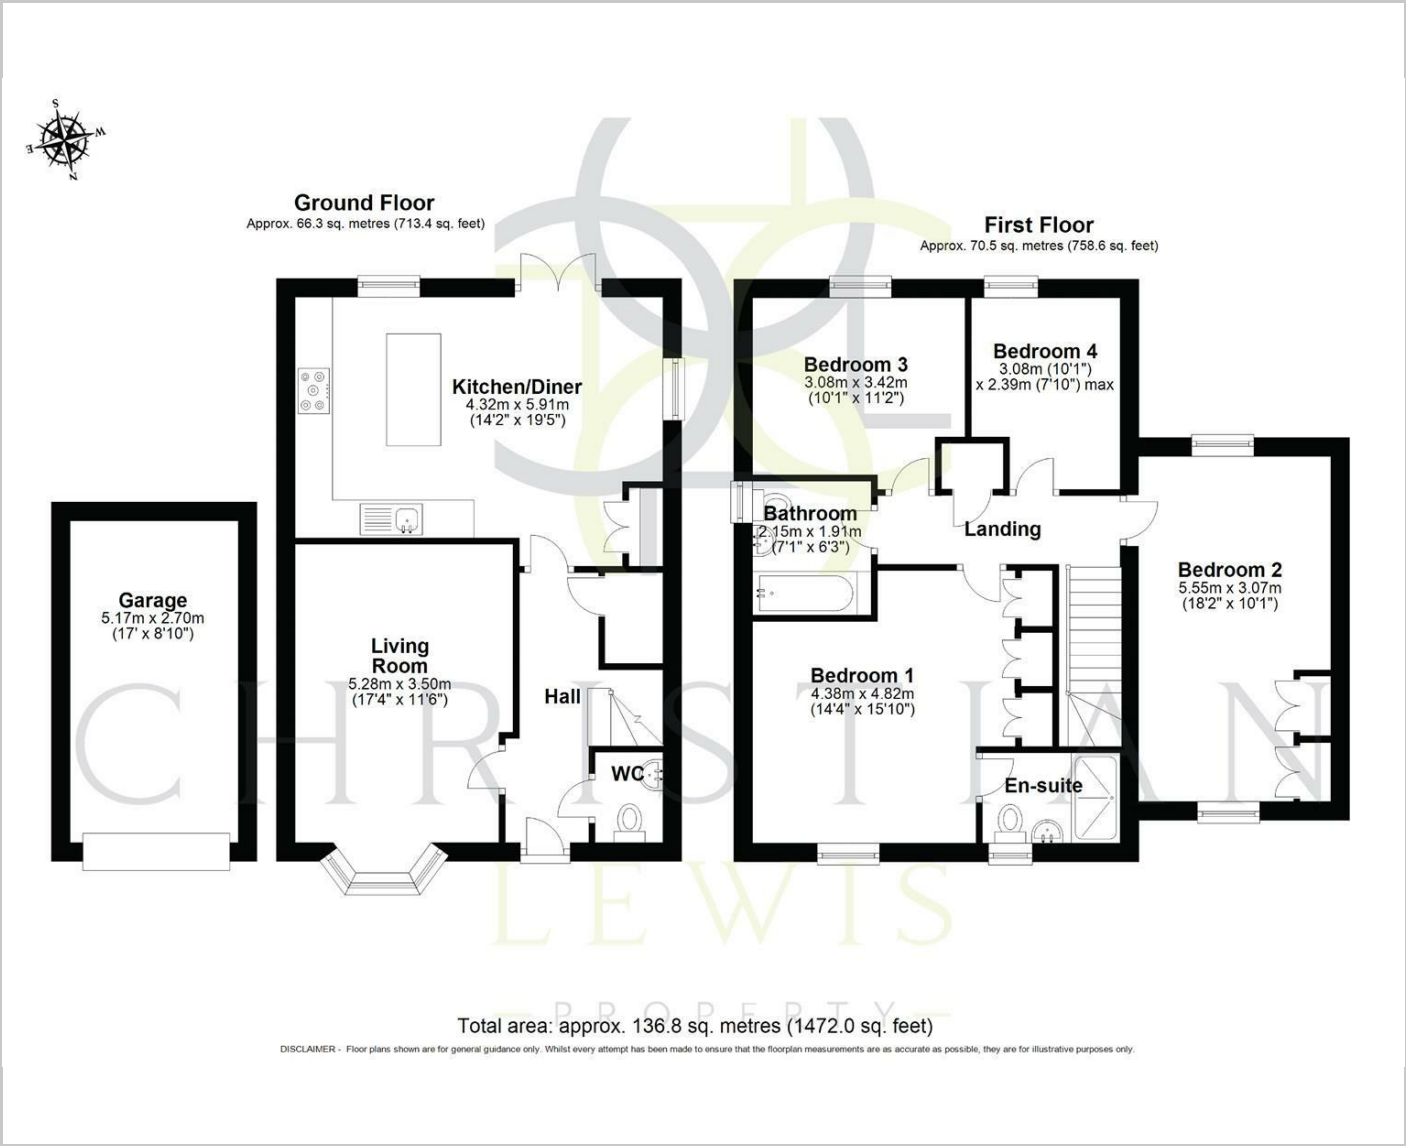 S
W
E
N
Ground Floor
Approx. 66.3 sq. metres (713.4 sq. feet)
First Floor
Approx. 70.5 sq. metres (758.6 sq. feet)
Kitchen/Diner
4.32m x 5.91m
(14'2" x 19'5")
Bedroom 3
3.08m x 3.42m
(10'1" x 11'2")
Bedroom 4
3.08m (10'1")
x 2.39m (7'10") max
Bathroom
2.15m x 1.91m
(7'1" x 6'3")
Landing
Bedroom 2
5.55m x 3.07m
(18'2" x 10'1")
Garage
5.17m x 2.70m
(17' x 8'10")
Living
Room
5.28m x 3.50m
(17'4" x 11'6")
Hall
WC
Bedroom 1
4.38m x 4.82m
(14'4" x 15'10")
En-suite
CHRISTIAN
LEWIS
PROPERTY
Total area: approx. 136.8 sq. metres (1472.0 sq. feet)
DISCLAIMER - Floor plans shown are for general guidance only. Whilst every attempt has been made to ensure that the floorplan measurements are as accurate as possible, they are for illustrative purposes only.